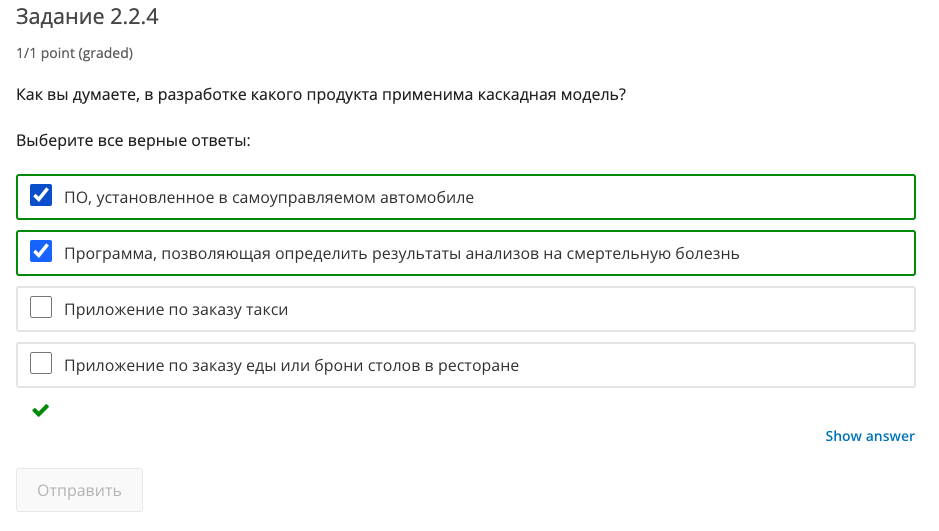 Задание 2.2.4
1/1 point (graded)
Как вы думаете, в разработке какого продукта применима каскадная модель?
Выберите все верные ответы:
ПО, установленное в самоуправляемом автомобиле
Программа, позволяющая определить результаты анализов на смертельную болезнь
Приложение по заказу такси
Приложение по заказу еды или брони столов в ресторане
Show answer
Отправить